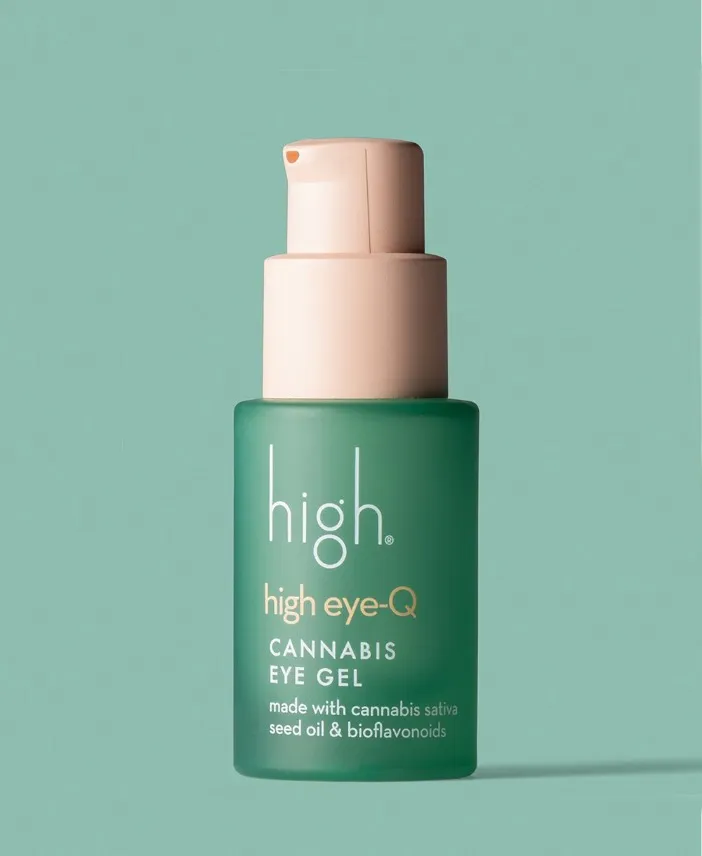 high®
high eye-Q
CANNABIS
EYE GEL
made with cannabis sativa
seed oil & bioflavonoids